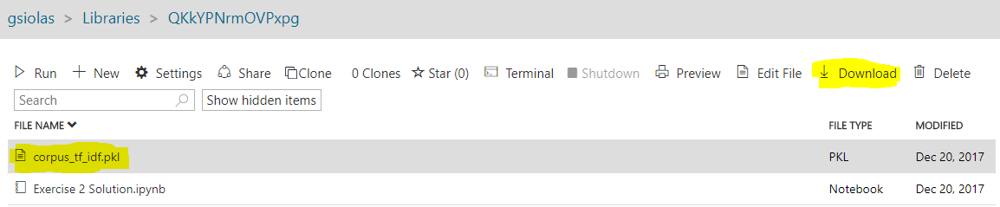 gsiolas > Libraries > QKkYPNrmOVPxpg
Run New Settings Share Clone 0 Clones Star (0) Terminal Shutdown Preview Edit File Download Delete
Search Show hidden items
FILE NAME FILE TYPE MODIFIED
corpus_tf_idf.pkl PKL Dec 20, 2017
Exercise 2 Solution.ipynb Notebook Dec 20, 2017